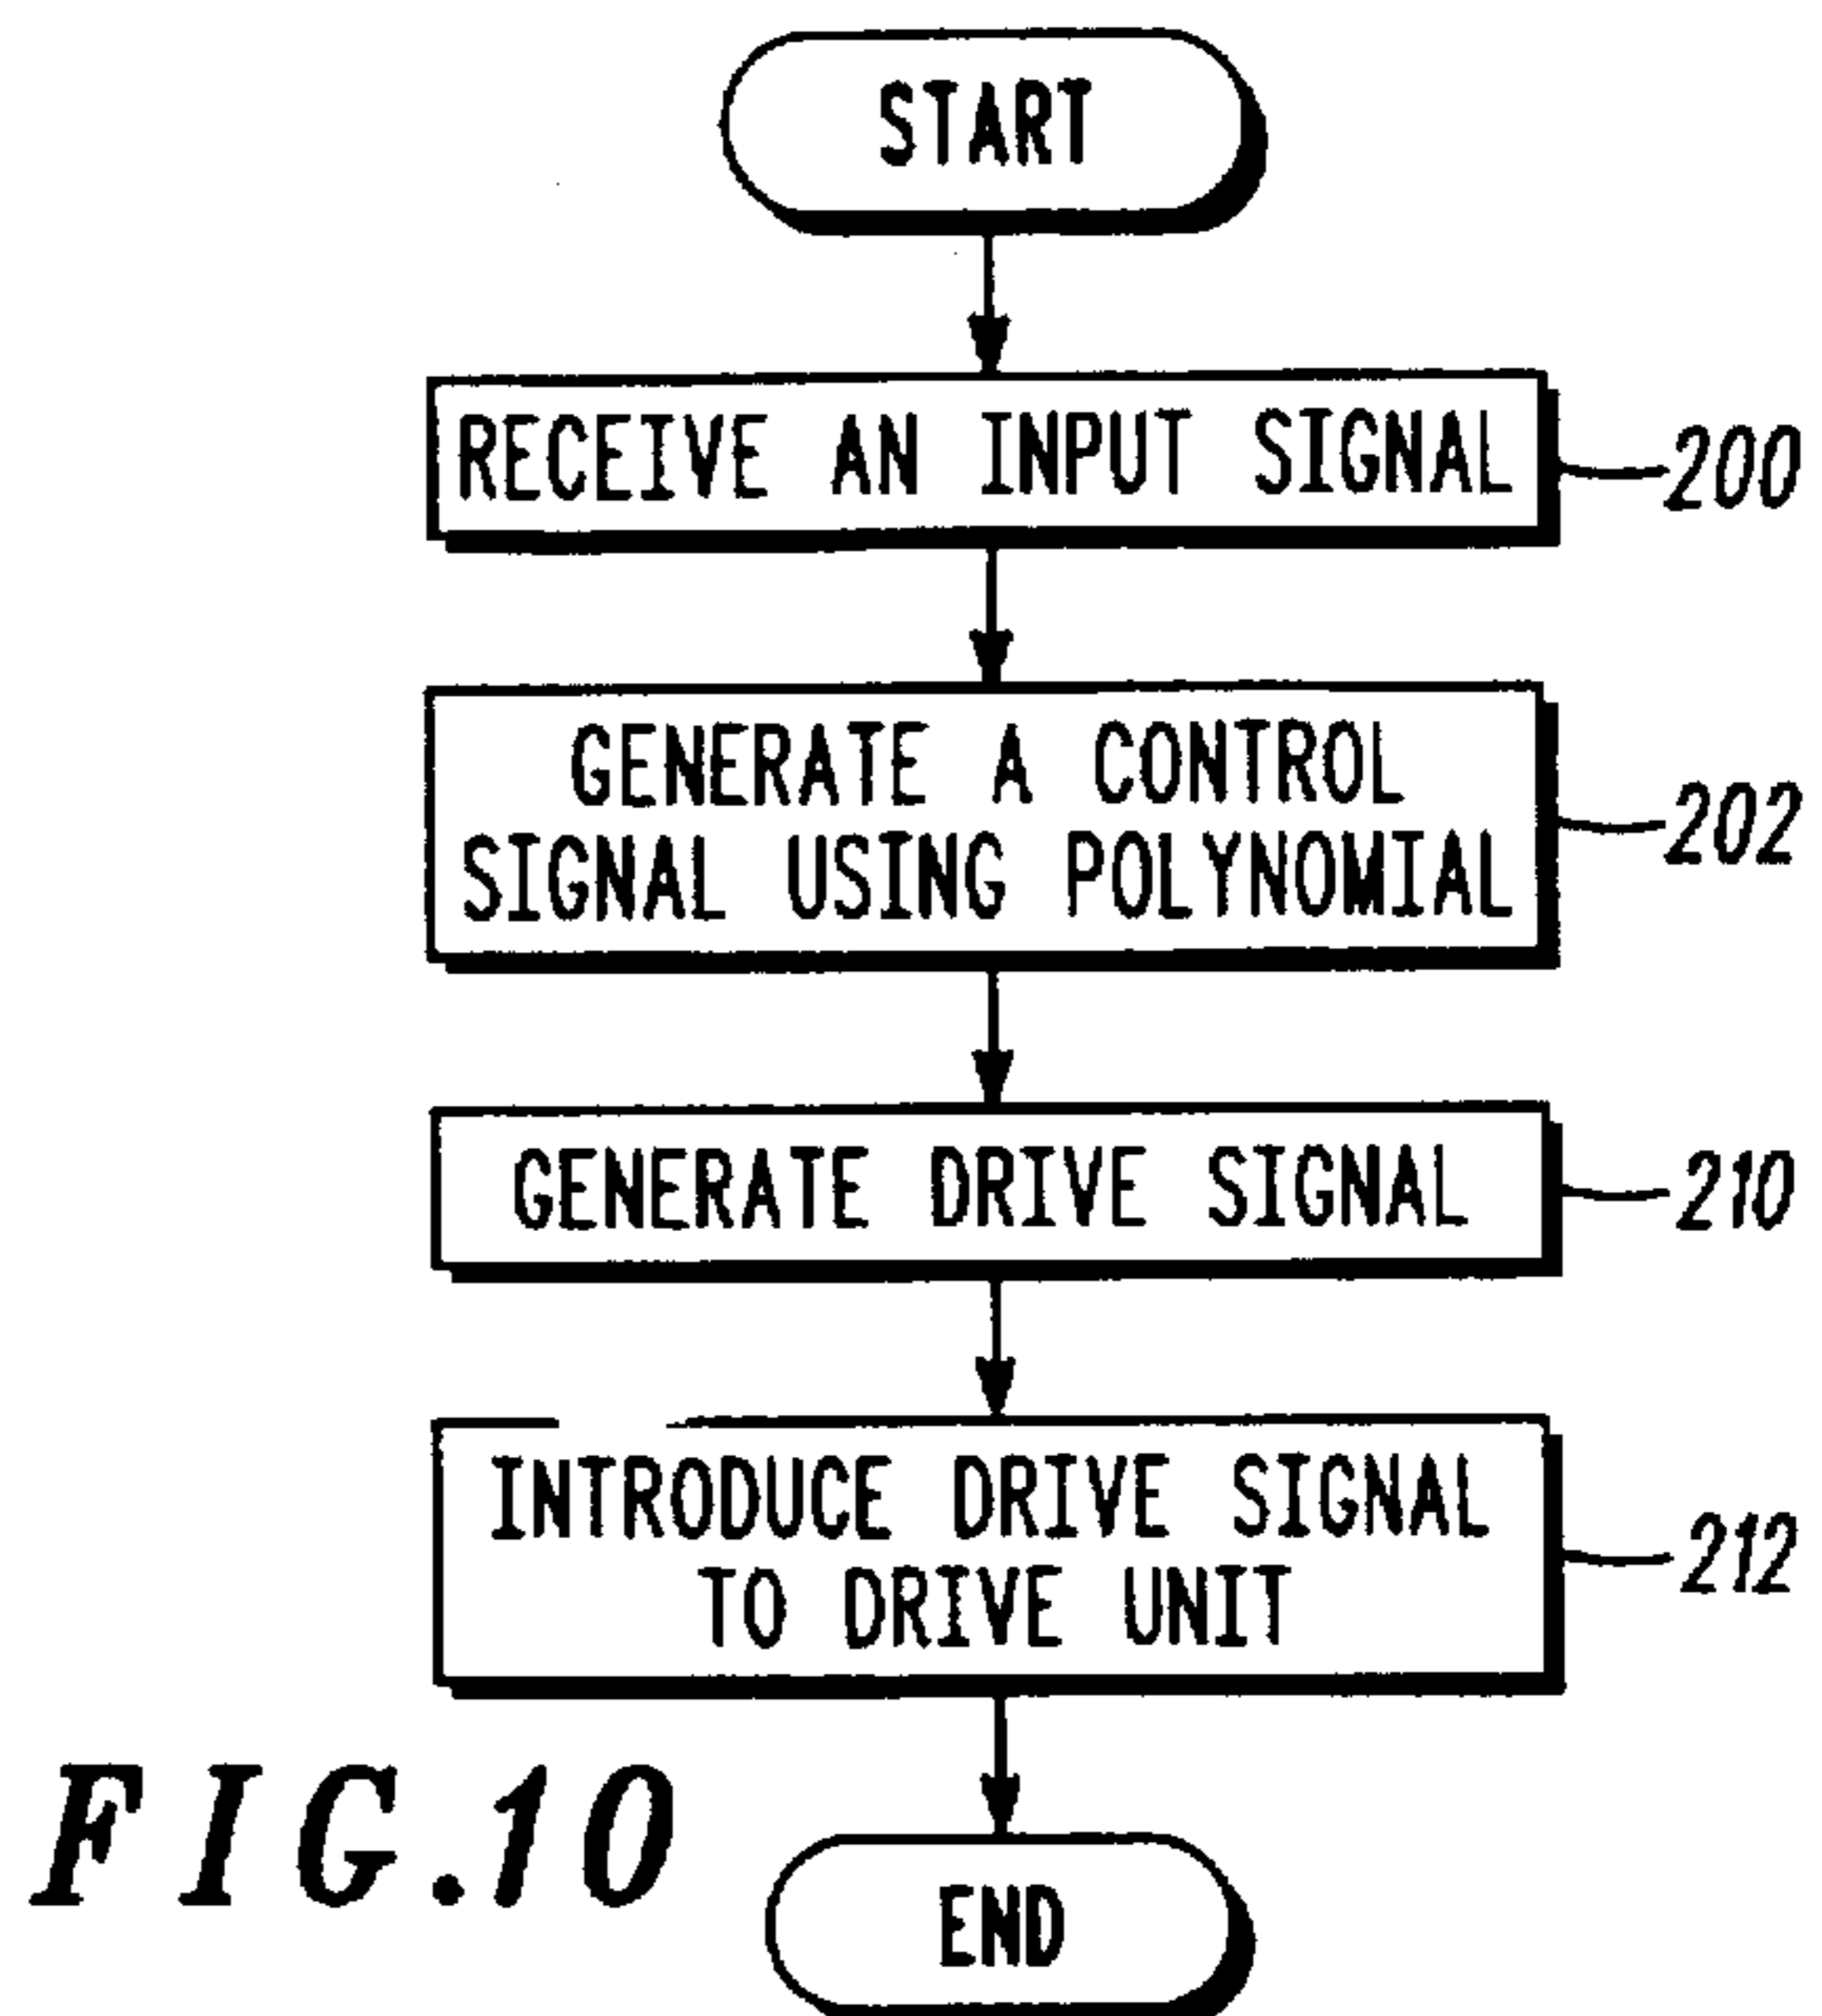 START
RECEIVE AN INPUT SIGNAL
200
GENERATE A CONTROL
SIGNAL USING POLYNOMIAL
202
GENERATE DRIVE SIGNAL
210
INTRODUCE DRIVE SIGNAL
TO DRIVE UNIT
212
FIG.10
END